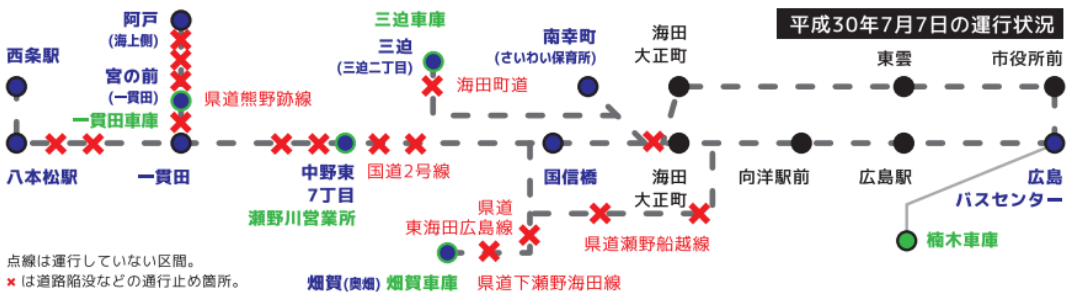 平成30年7月7日の運行状況
阿戸
(海上側)
三迫車庫
三迫
(三迫二丁目)
南幸町
(さいわい保育所)
海田
大正町
東雲
市役所前
西条駅
宮の前
(一貫田)
一貫田車庫
県道熊野跡線
海田町道
八本松駅
一貫田
中野東
7丁目
瀬野川営業所
国道2号線
国信橋
海田
大正町
向洋駅前
広島駅
広島
バスセンター
県道
東海田広島線
県道瀬野船越線
楠木車庫
点線は運行していない区間。
× は道路陥没などの通行止め箇所。
畑賀(奥畑) 畑賀車庫
県道下瀬野海田線